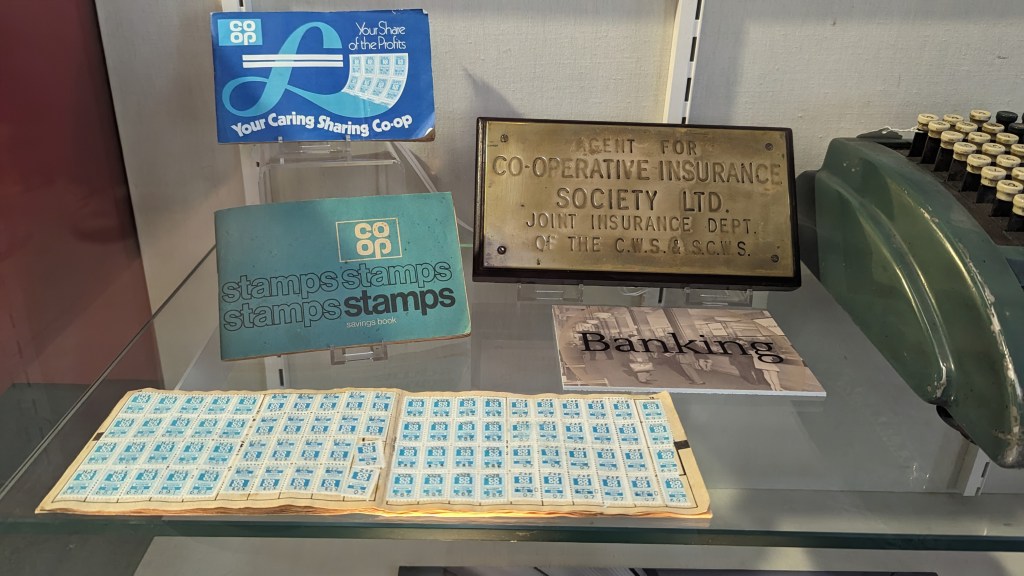 CO
OP
Your Share
of the Profits
Your Caring Sharing Co-op
CO
OP
stamps stamps
stamps stamps
savings book
AGENT FOR
CO-OPERATIVE INSURANCE
SOCIETY LTD.
JOINT INSURANCE DEPT.
OF THE C.W.S. & S.C.W.S.
Banking